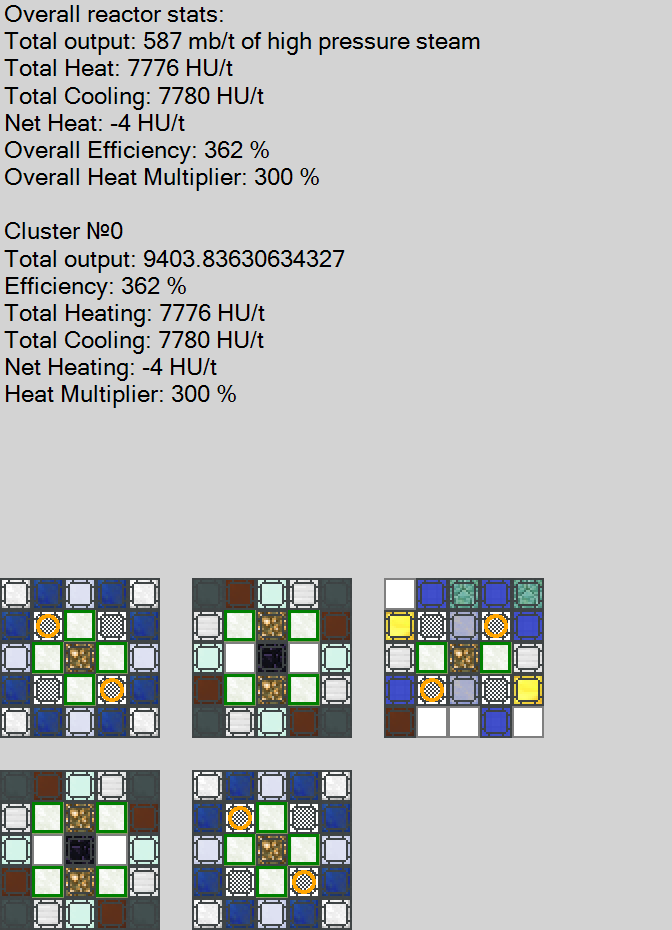 Overall reactor stats:
Total output: 587 mb/t of high pressure steam
Total Heat: 7776 HU/t
Total Cooling: 7780 HU/t
Net Heat: -4 HU/t
Overall Efficiency: 362 %
Overall Heat Multiplier: 300 %
Cluster №0
Total output: 9403.83630634327
Efficiency: 362 %
Total Heating: 7776 HU/t
Total Cooling: 7780 HU/t
Net Heating: -4 HU/t
Heat Multiplier: 300 %